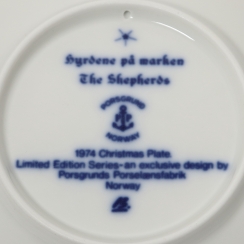 Hyrdene på marken
The Shepherds
PORSGRUND
NORWAY
1974 Christmas Plate.
Limited Edition Series-an exclusive design by
Porsgrunds Porselænsfabrik
Norway